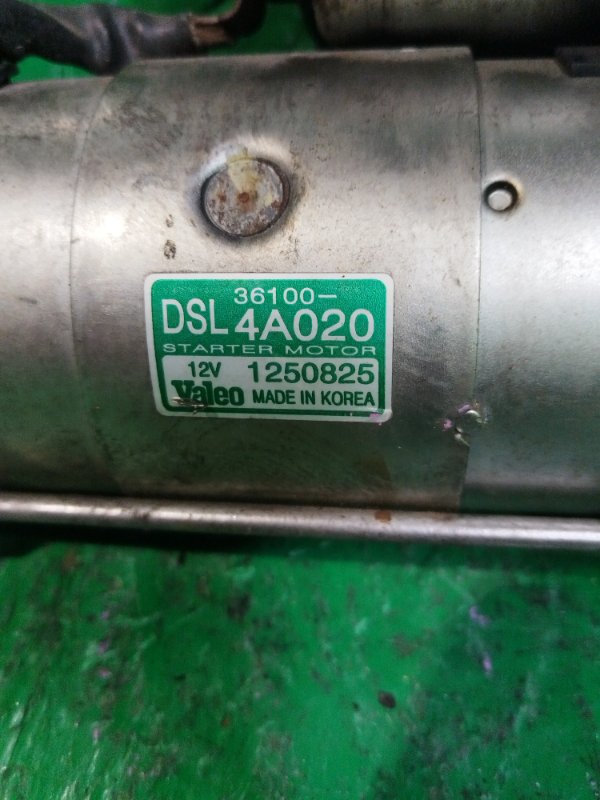 36100-
DSL 4A020
STARTER MOTOR
12V 1250825
Valeo MADE IN KOREA